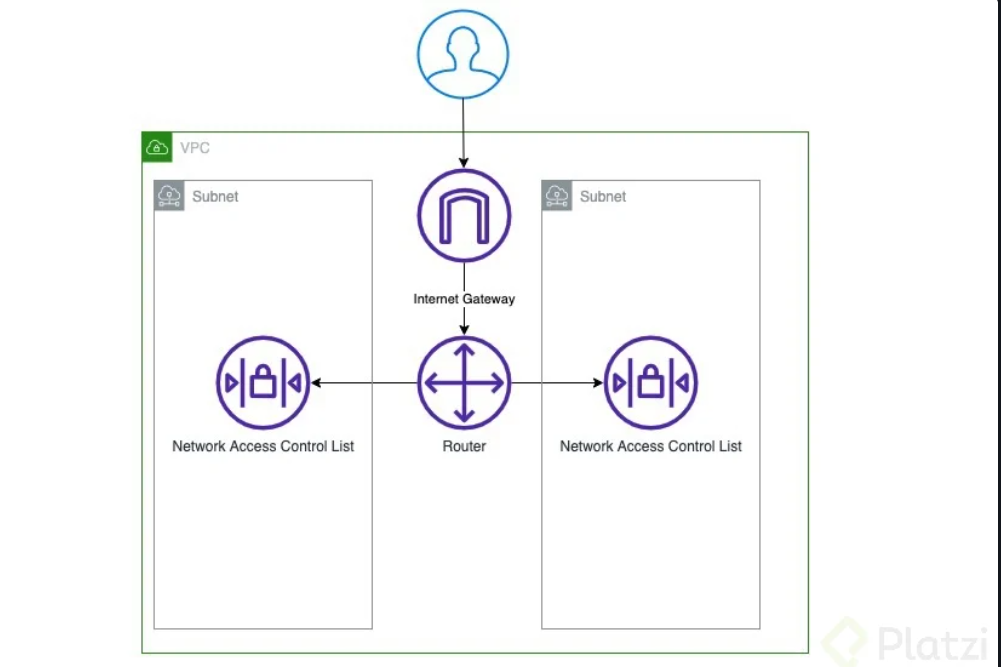 VPC
Subnet
Subnet
Internet Gateway
Network Access Control List
Router
Network Access Control List
Platzi